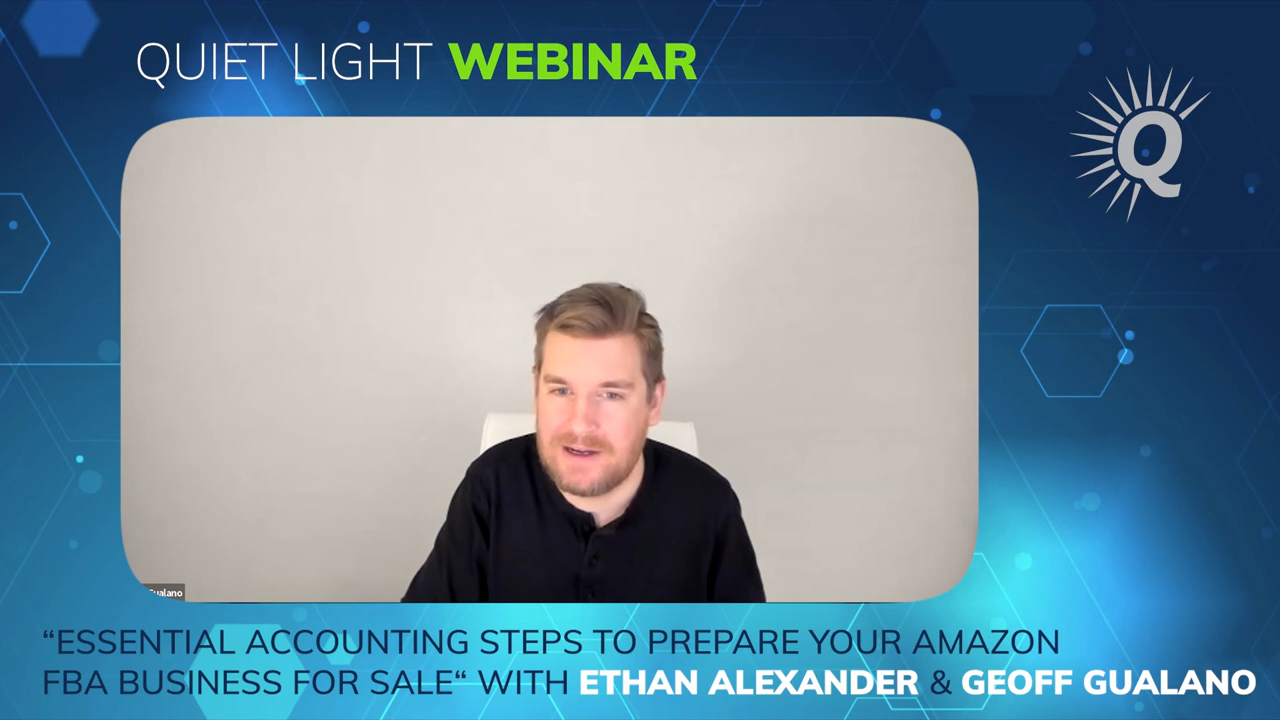 QUIET LIGHT WEBINAR
Q
Gualano
“ESSENTIAL ACCOUNTING STEPS TO PREPARE YOUR AMAZON
FBA BUSINESS FOR SALE“ WITH ETHAN ALEXANDER & GEOFF GUALANO